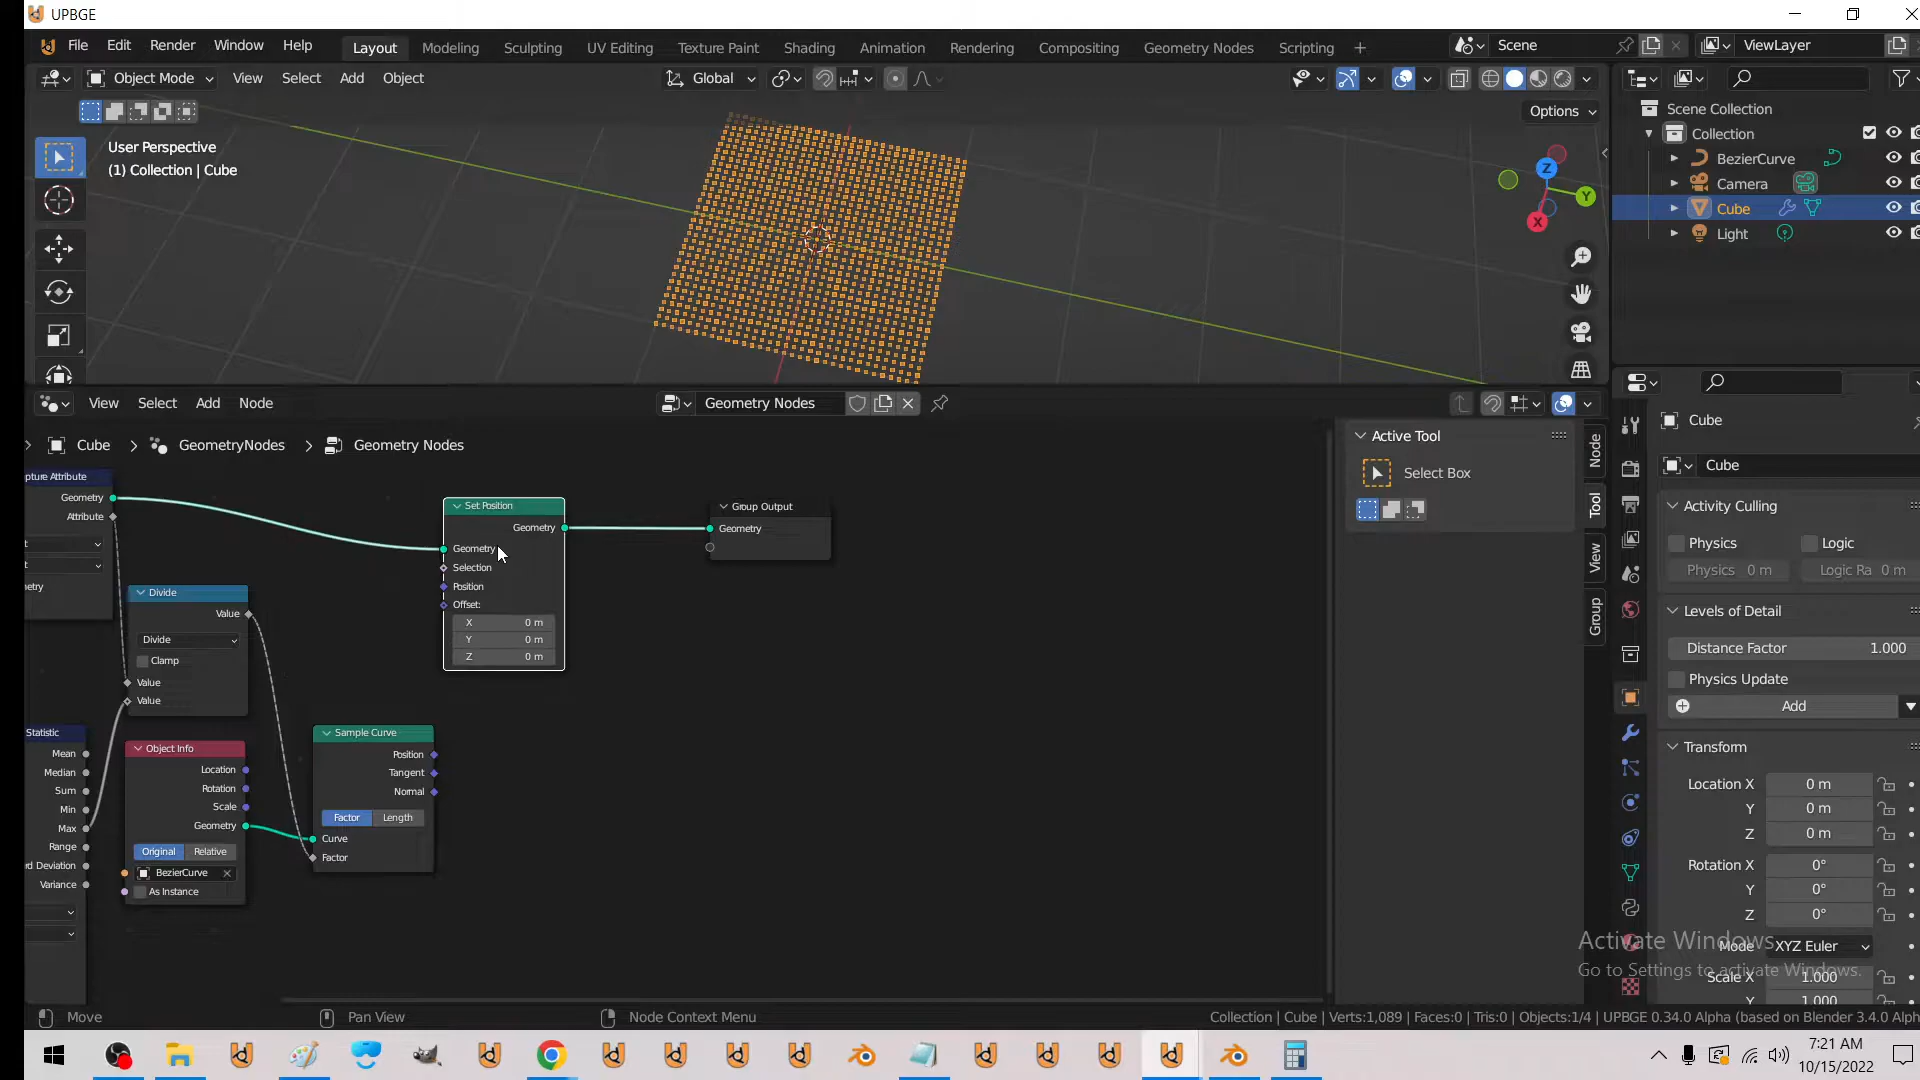 UPBGE
File Edit Render Window Help Layout Modeling Sculpting UV Editing Texture Paint Shading Animation Rendering Compositing Geometry Nodes Scripting + Scene ViewLayer
Object Mode View Select Add Object Global
Options
User Perspective
(1) Collection | Cube
Z
Y
X
Scene Collection
Collection
BezierCurve
Camera
Cube
Light
View Select Add Node Geometry Nodes
Cube > GeometryNodes > Geometry Nodes
pture Attribute
Geometry
Attribute
Divide
Value
Divide
Clamp
Value
Value
Statistic
Mean
Median
Sum
Min
Max
Range
rd Deviation
Variance
Object Info
Location
Rotation
Scale
Geometry
Original Relative
BezierCurve
As Instance
Sample Curve
Position
Tangent
Normal
Factor Length
Curve
Factor
Set Position
Geometry
Geometry
Selection
Position
Offset:
X 0 m
Y 0 m
Z 0 m
Group Output
Geometry
Active Tool
Select Box
Node
Tool
View
Group
Cube
Cube
Activity Culling
Physics Logic
Physics 0 m Logic Ra 0 m
Levels of Detail
Distance Factor 1.000
Physics Update
Add
Transform
Location X 0 m
Y 0 m
Z 0 m
Rotation X 0°
Y 0°
Z 0°
Mode XYZ Euler
Scale X 1.000
Y 1.000
Activate Windows
Go to Settings to activate Windows.
Move Pan View Node Context Menu Collection | Cube | Verts:1,089 | Faces:0 | Tris:0 | Objects:1/4 | UPBGE 0.34.0 Alpha (based on Blender 3.4.0 Alp
7:21 AM
10/15/2022